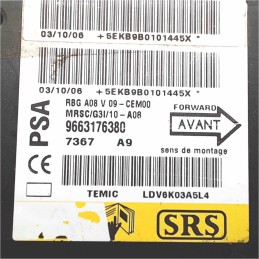 03/10/06 +5EKB9B0101445X*
03/10/06 +5EKB9B0101445X*
PSA
RBG A08 V 09-CEM00
MRSC/G3I/10-A08
9663176380
7367 A9
FORWARD
AVANT
sens de montage
CE
TEMIC LDV6K03A5L4
SRS